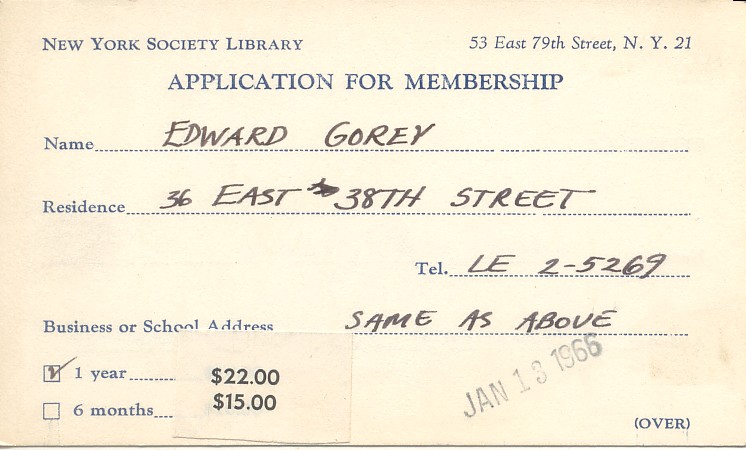 NEW YORK SOCIETY LIBRARY 53 East 79th Street, N. Y. 21
APPLICATION FOR MEMBERSHIP
Name EDWARD GOREY
Residence 36 EAST 38TH STREET
Tel. LE 2-5269
Business or School Address SAME AS ABOVE
1 year $22.00
6 months $15.00
JAN 13 1966
(OVER)